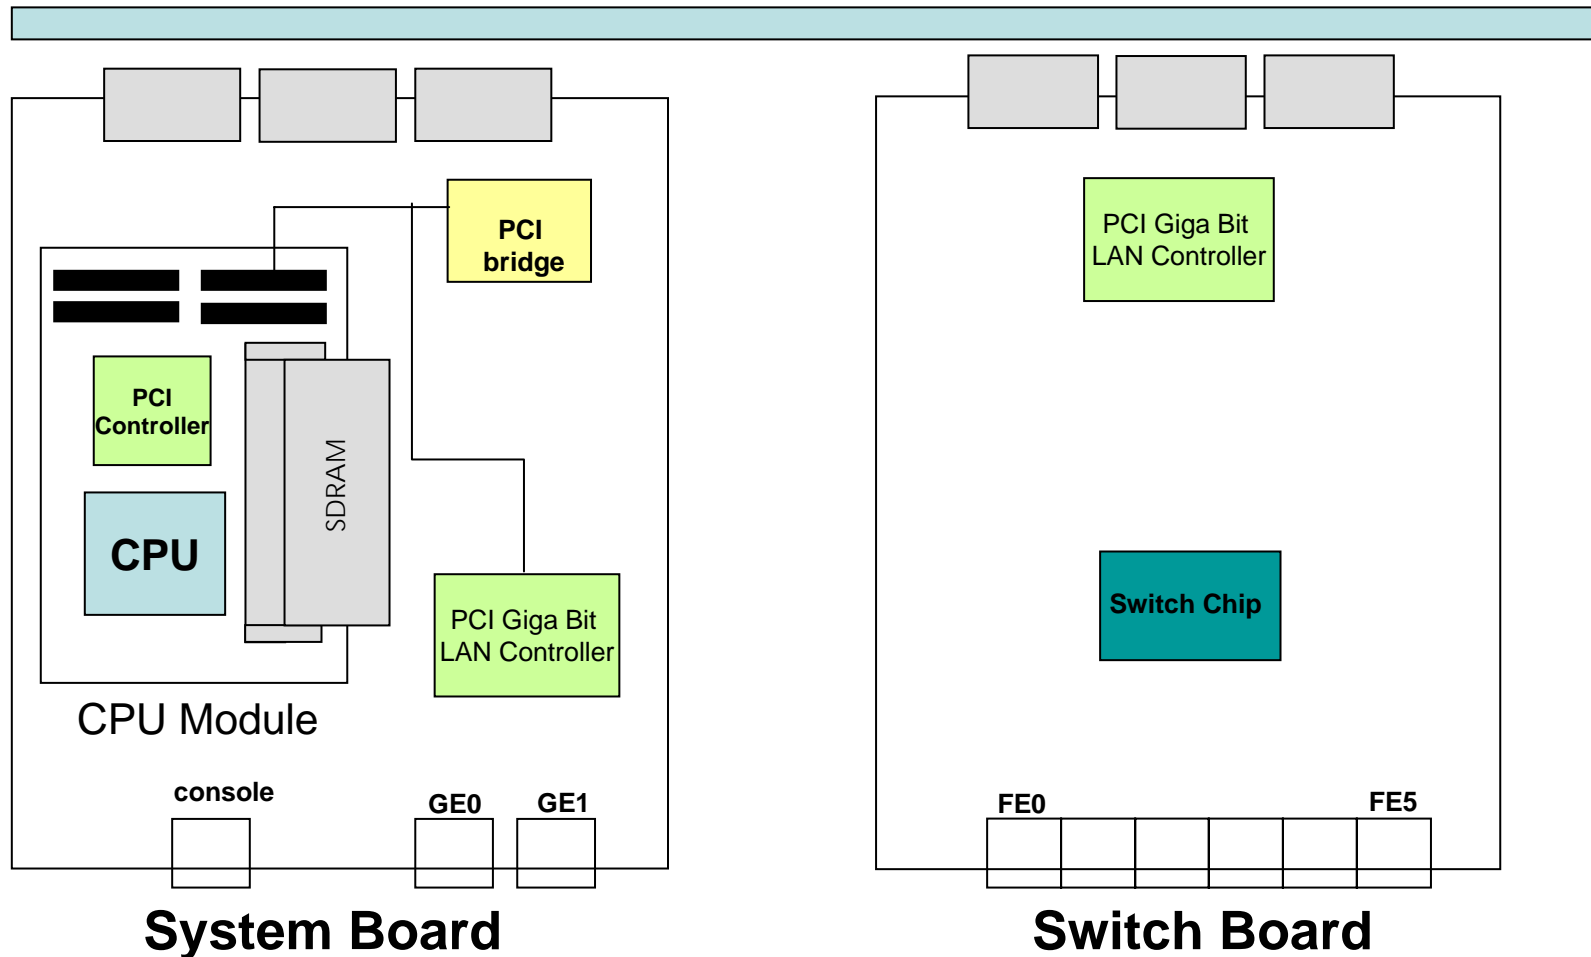 PCI
bridge
PCI Giga Bit
LAN Controller
PCI
Controller
SDRAM
CPU
Switch Chip
PCI Giga Bit
LAN Controller
CPU Module
console
GE0
GE1
FE0
FE5
System Board
Switch Board